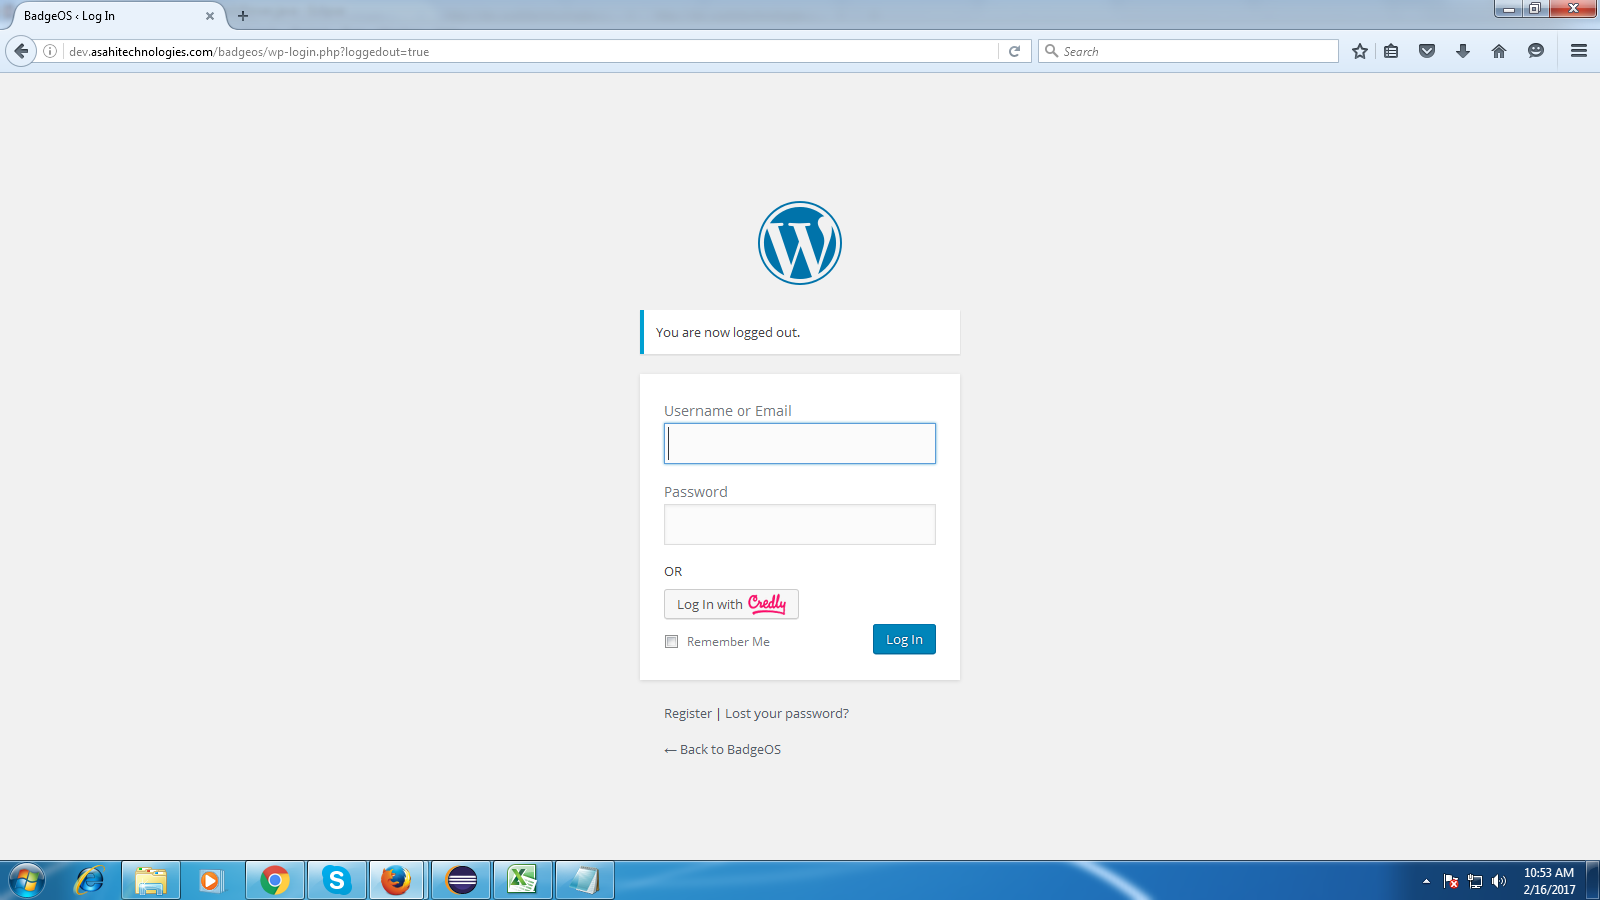 BadgeOS ‹ Log In
dev.asahitechnologies.com/badgeos/wp-login.php?loggedout=true
Search
You are now logged out.
Username or Email
Password
OR
Log In with Credly
Remember Me
Log In
Register | Lost your password?
← Back to BadgeOS
10:53 AM
2/16/2017